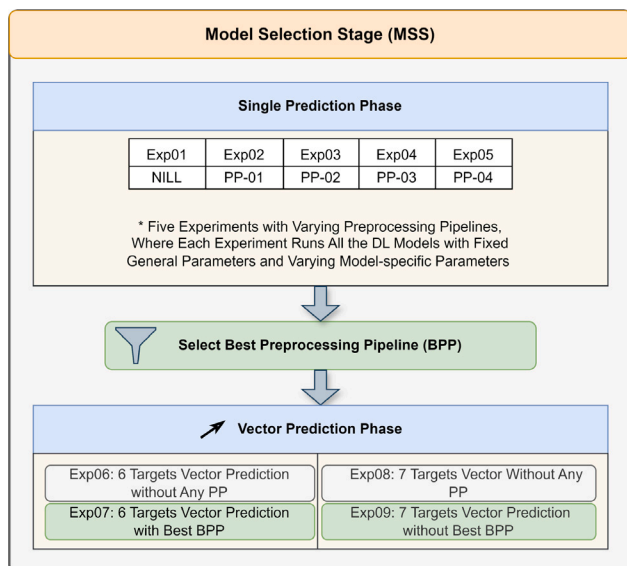 Model Selection Stage (MSS)
Single Prediction Phase
Exp01 Exp02 Exp03 Exp04 Exp05
NILL PP-01 PP-02 PP-03 PP-04
* Five Experiments with Varying Preprocessing Pipelines,
Where Each Experiment Runs All the DL Models with Fixed
General Parameters and Varying Model-specific Parameters
Select Best Preprocessing Pipeline (BPP)
Vector Prediction Phase
Exp06: 6 Targets Vector Prediction
without Any PP
Exp07: 6 Targets Vector Prediction
with Best BPP
Exp08: 7 Targets Vector Without Any
PP
Exp09: 7 Targets Vector Prediction
without Best BPP